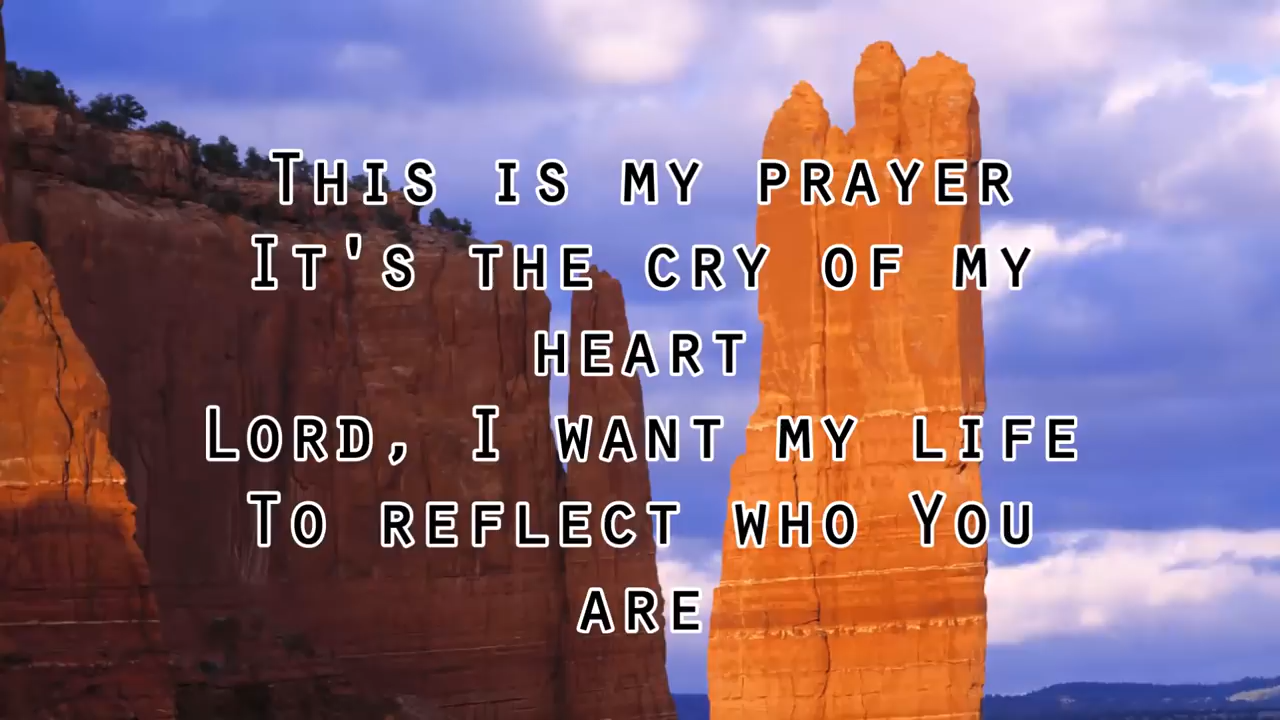 This is my prayer
It's the cry of my
heart
Lord, I want my life
To reflect who You
are